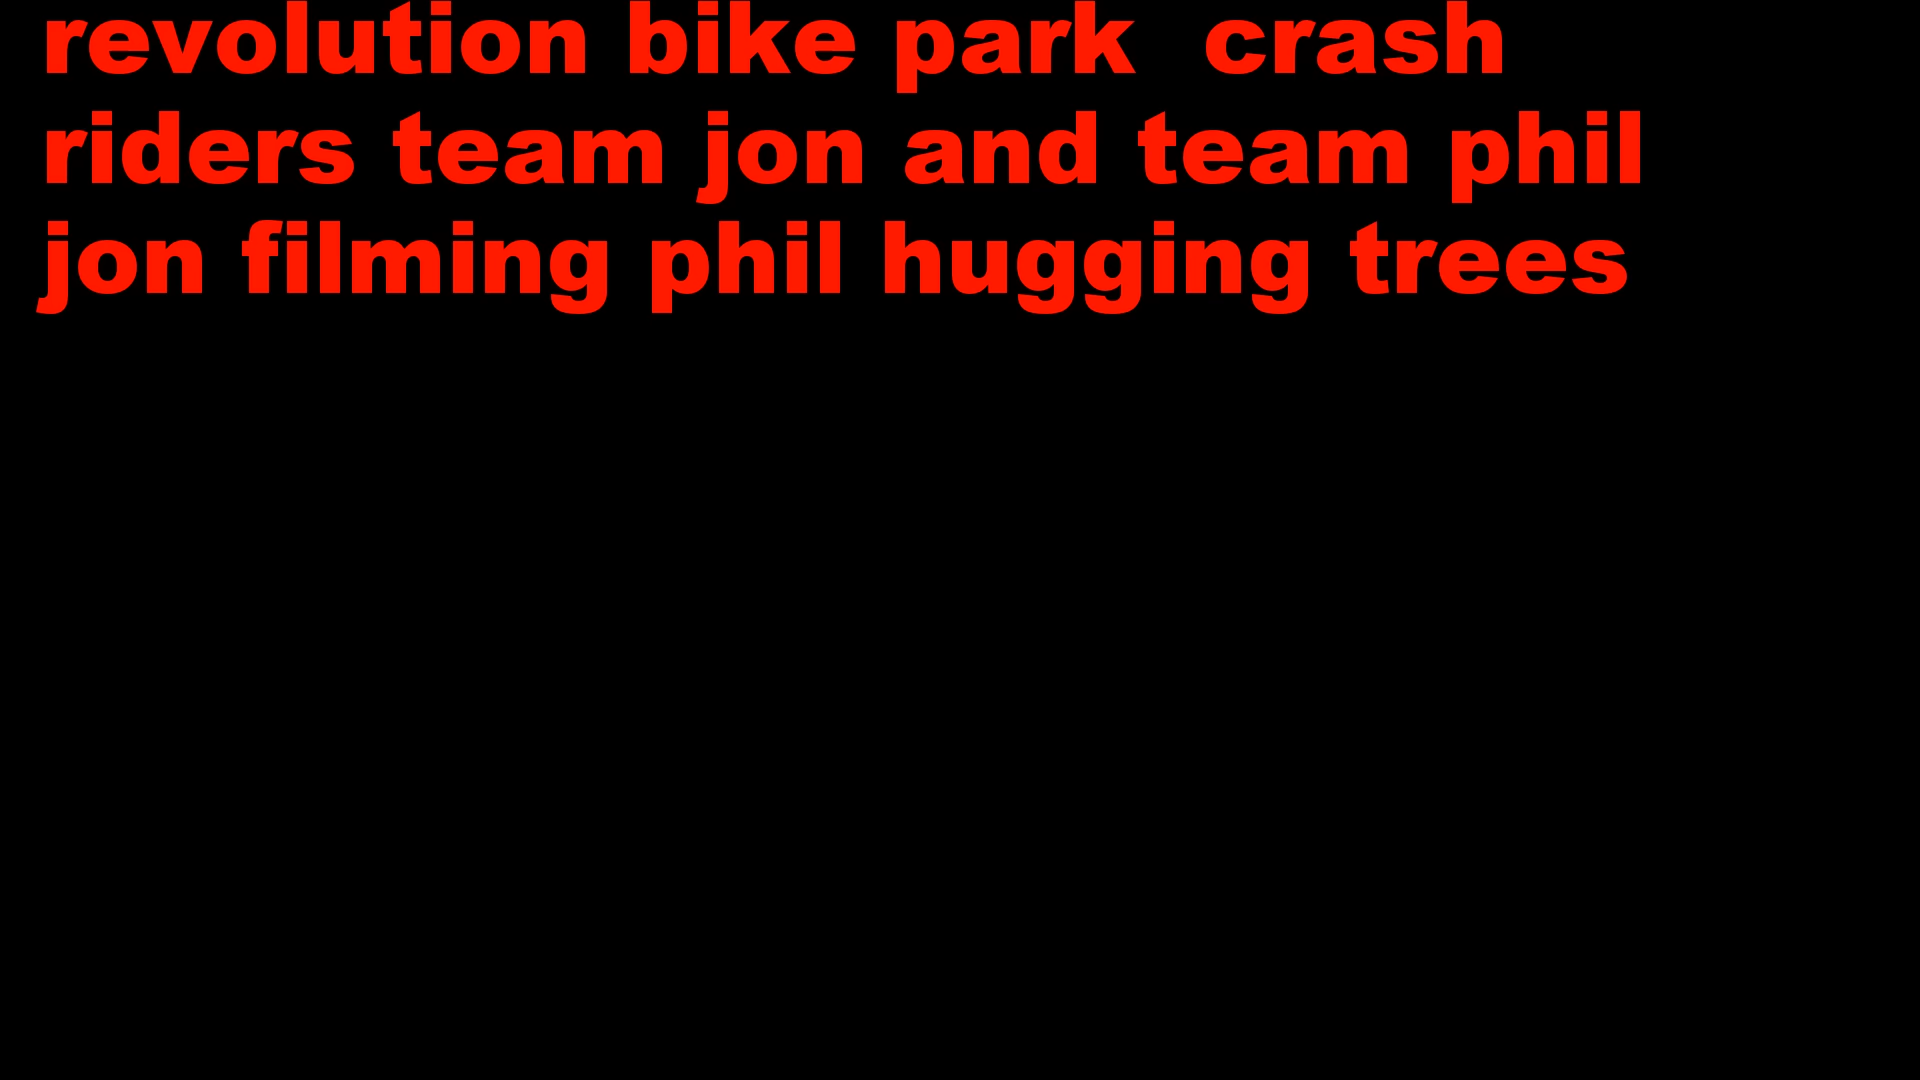 revolution bike park  crash
riders team jon and team phil
jon filming phil hugging trees